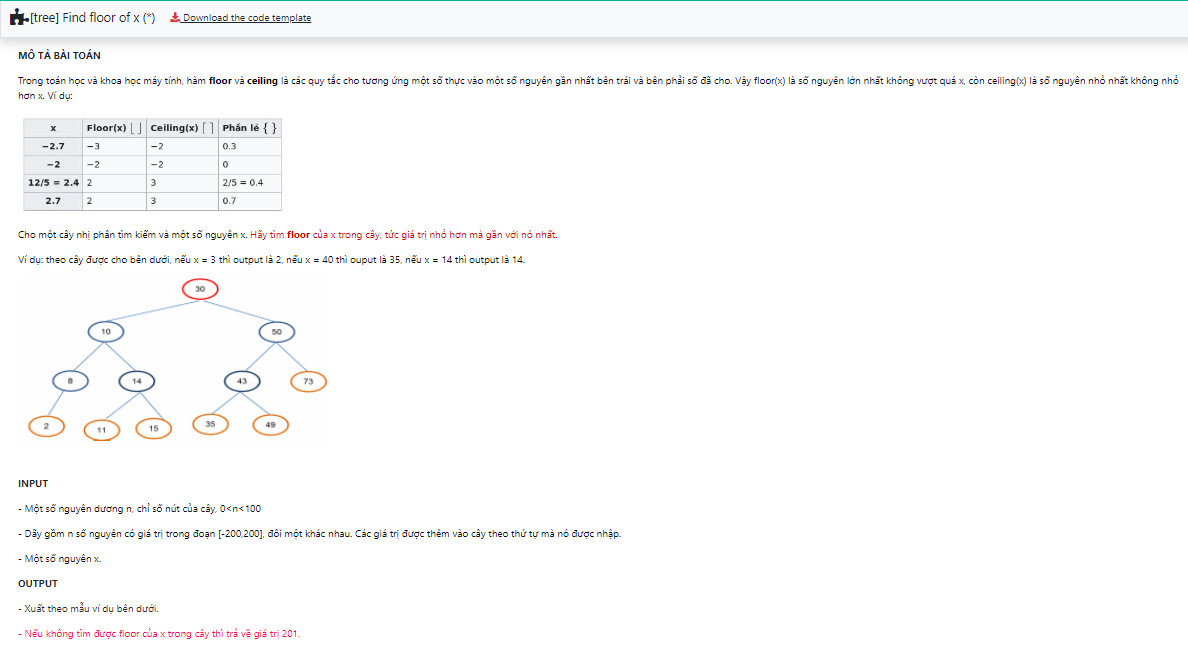 [tree] Find floor of x (*) Download the code template
MÔ TẢ BÀI TOÁN
Trong toán học và khoa học máy tính, hàm floor và ceiling là các quy tắc cho tương ứng một số thực vào một số nguyên gần nhất bên trái và bên phải số đã cho. Vậy floor(x) là số nguyên lớn nhất không vượt quá x, còn ceiling(x) là số nguyên nhỏ nhất không nhỏ
hơn x. Ví dụ:
x Floor(x) ⌊ ⌋ Ceiling(x) ⌈ ⌉ Phần lẻ { }
−2.7 −3 −2 0.3
−2 −2 −2 0
12/5 = 2.4 2 3 2/5 = 0.4
2.7 2 3 0.7
Cho một cây nhị phân tìm kiếm và một số nguyên x. Hãy tìm floor của x trong cây, tức giá trị nhỏ hơn mà gần với nó nhất.
Ví dụ: theo cây được cho bên dưới, nếu x = 3 thì output là 2, nếu x = 40 thì ouput là 35, nếu x = 14 thì output là 14.
30
10 50
8 14 43 73
2 11 15 35 49
INPUT
- Một số nguyên dương n, chỉ số nút của cây, 0<n<100
- Dãy gồm n số nguyên có giá trị trong đoạn [-200,200], đôi một khác nhau. Các giá trị được thêm vào cây theo thứ tự mà nó được nhập.
- Một số nguyên x.
OUTPUT
- Xuất theo mẫu ví dụ bên dưới.
- Nếu không tìm được floor của x trong cây thì trả về giá trị 201.